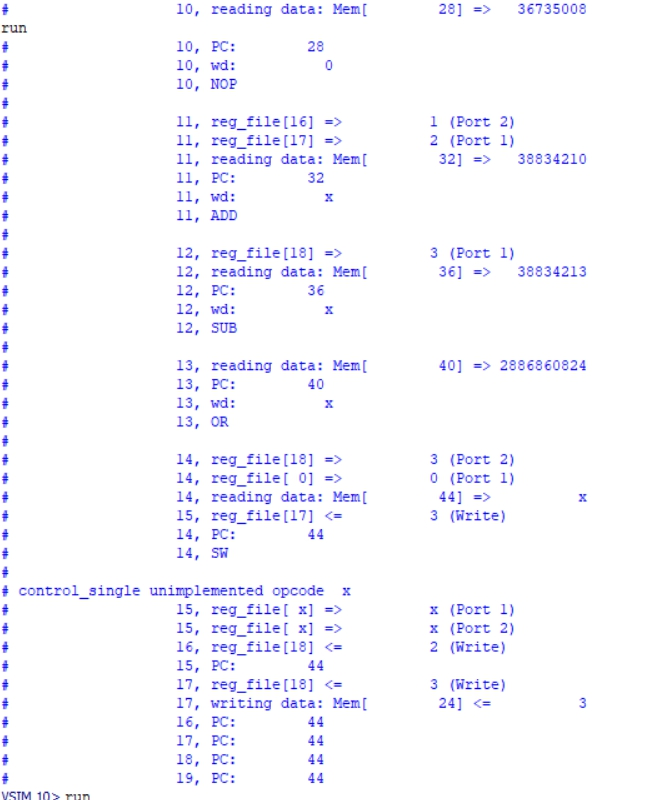 #                   10, reading data: Mem[        28] =>   36735008
run
#                   10, PC:        28
#                   10, wd:          0
#                   10, NOP
#
#                   11, reg_file[16] =>          1 (Port 2)
#                   11, reg_file[17] =>          2 (Port 1)
#                   11, reading data: Mem[        32] =>   38834210
#                   11, PC:        32
#                   11, wd:          x
#                   11, ADD
#
#                   12, reg_file[18] =>          3 (Port 1)
#                   12, reading data: Mem[        36] =>   38834213
#                   12, PC:        36
#                   12, wd:          x
#                   12, SUB
#
#                   13, reading data: Mem[        40] => 2886860824
#                   13, PC:        40
#                   13, wd:          x
#                   13, OR
#
#                   14, reg_file[18] =>          3 (Port 2)
#                   14, reg_file[ 0] =>          0 (Port 1)
#                   14, reading data: Mem[        44] =>          x
#                   15, reg_file[17] <=          3 (Write)
#                   14, PC:        44
#                   14, SW
#
# control_single unimplemented opcode  x
#                   15, reg_file[ x] =>          x (Port 1)
#                   15, reg_file[ x] =>          x (Port 2)
#                   16, reg_file[18] <=          2 (Write)
#                   15, PC:        44
#                   17, reg_file[18] <=          3 (Write)
#                   17, writing data: Mem[        24] <=          3
#                   16, PC:        44
#                   17, PC:        44
#                   18, PC:        44
#                   19, PC:        44
VSIM 10> run